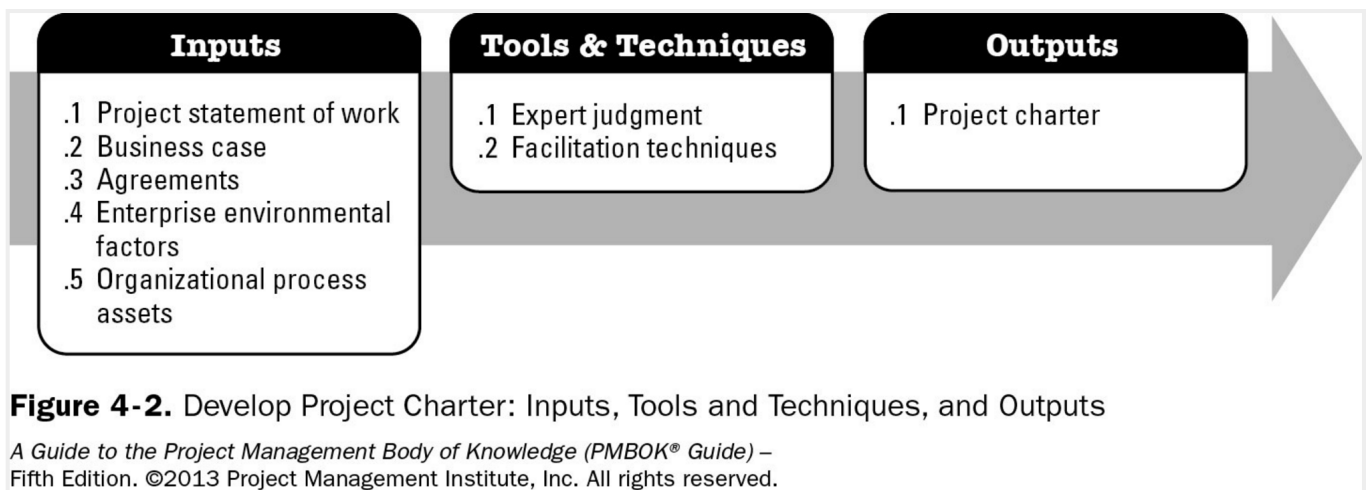 Inputs
.1 Project statement of work
.2 Business case
.3 Agreements
.4 Enterprise environmental
factors
.5 Organizational process
assets
Tools & Techniques
.1 Expert judgment
.2 Facilitation techniques
Outputs
.1 Project charter
Figure 4-2. Develop Project Charter: Inputs, Tools and Techniques, and Outputs
A Guide to the Project Management Body of Knowledge (PMBOK® Guide) –
Fifth Edition. ©2013 Project Management Institute, Inc. All rights reserved.